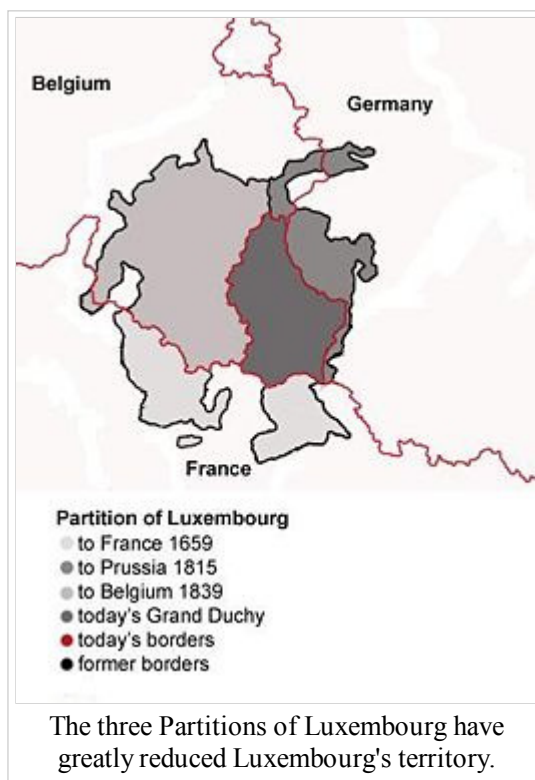 Belgium
Germany
France
Partition of Luxembourg
to France 1659
to Prussia 1815
to Belgium 1839
today's Grand Duchy
today's borders
former borders
The three Partitions of Luxembourg have
greatly reduced Luxembourg's territory.